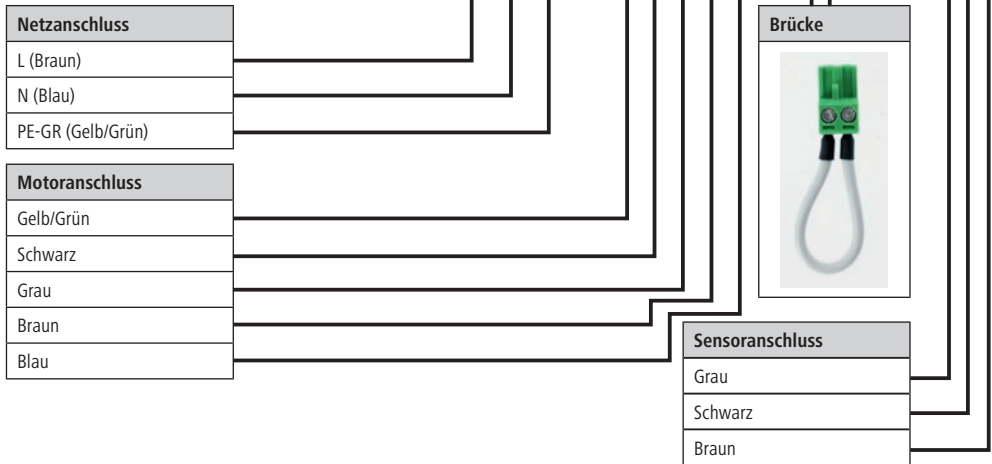 Netzanschluss
L (Braun)
N (Blau)
PE-GR (Gelb/Grün)
Motoranschluss
Gelb/Grün
Schwarz
Grau
Braun
Blau
Brücke
Sensoranschluss
Grau
Schwarz
Braun